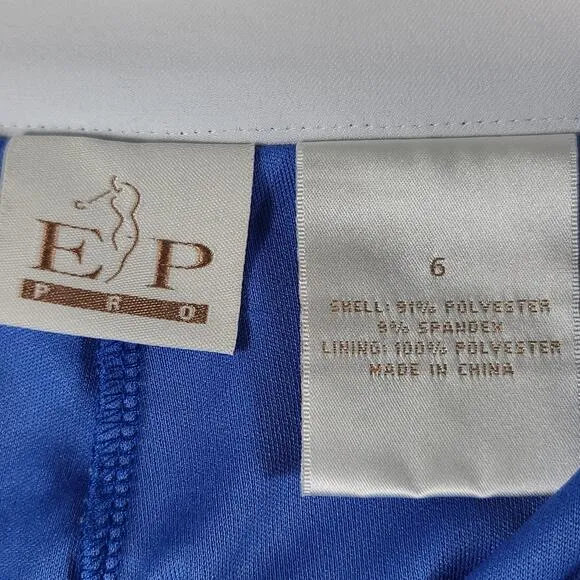 EP
PRO
6
SHELL: 91% POLYESTER
9% SPANDEX
LINING: 100% POLYESTER
MADE IN CHINA